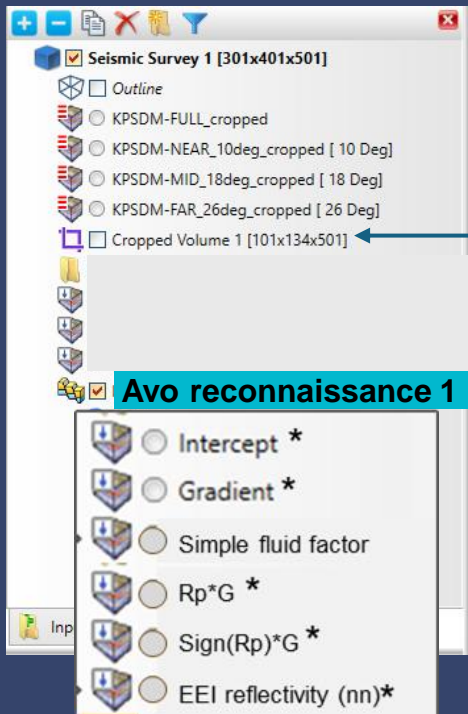 Seismic Survey 1 [301x401x501]
Outline
KPSDM-FULL_cropped
KPSDM-NEAR_10deg_cropped [ 10 Deg]
KPSDM-MID_18deg_cropped [ 18 Deg]
KPSDM-FAR_26deg_cropped [ 26 Deg]
Cropped Volume 1 [101x134x501]
Avo reconnaissance 1
Intercept *
Gradient *
Simple fluid factor
Rp*G *
Sign(Rp)*G *
Inp
EEI reflectivity (nn)*